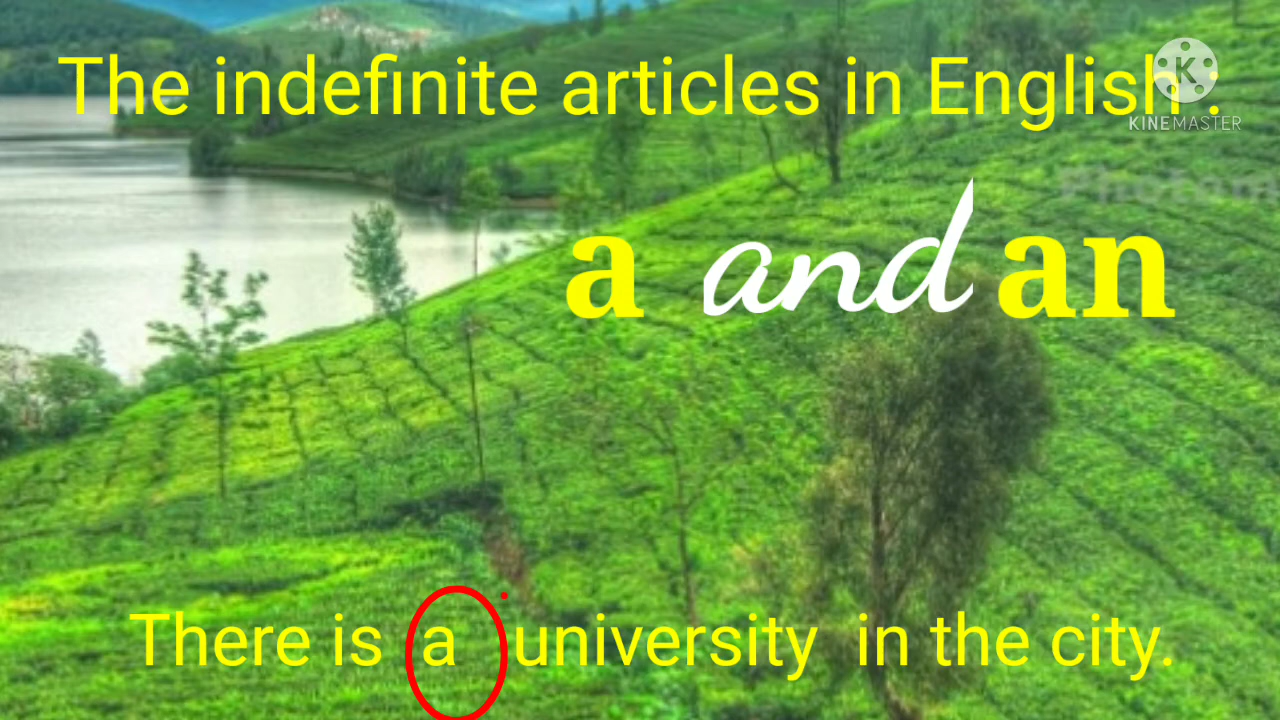 The indefinite articles in English :
K
KINEMASTER
a and an
There is a university in the city.